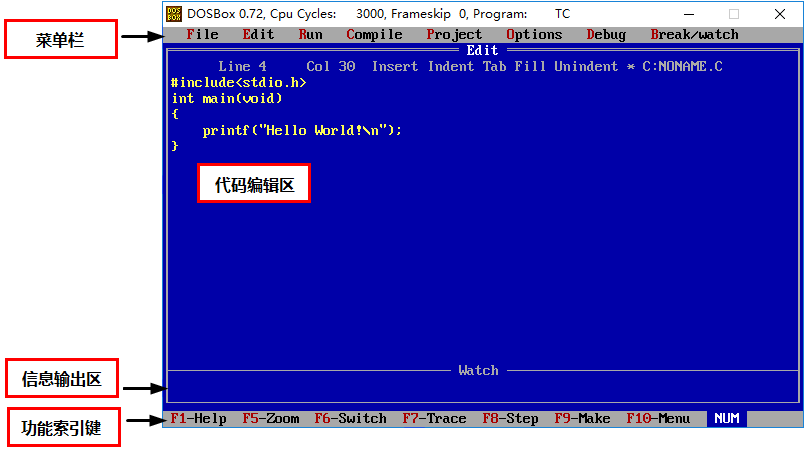 DOS BOX
DOSBox 0.72, Cpu Cycles: 3000, Frameskip 0, Program: TC
菜单栏
File Edit Run Compile Project Options Debug Break/watch
Edit
Line 4 Col 30 Insert Indent Tab Fill Unindent * C:NONAME.C
#include<stdio.h>
int main(void)
{
printf("Hello World!\n");
}
代码编辑区
Watch
信息输出区
功能索引键
F1-Help F5-Zoom F6-Switch F7-Trace F8-Step F9-Make F10-Menu NUM